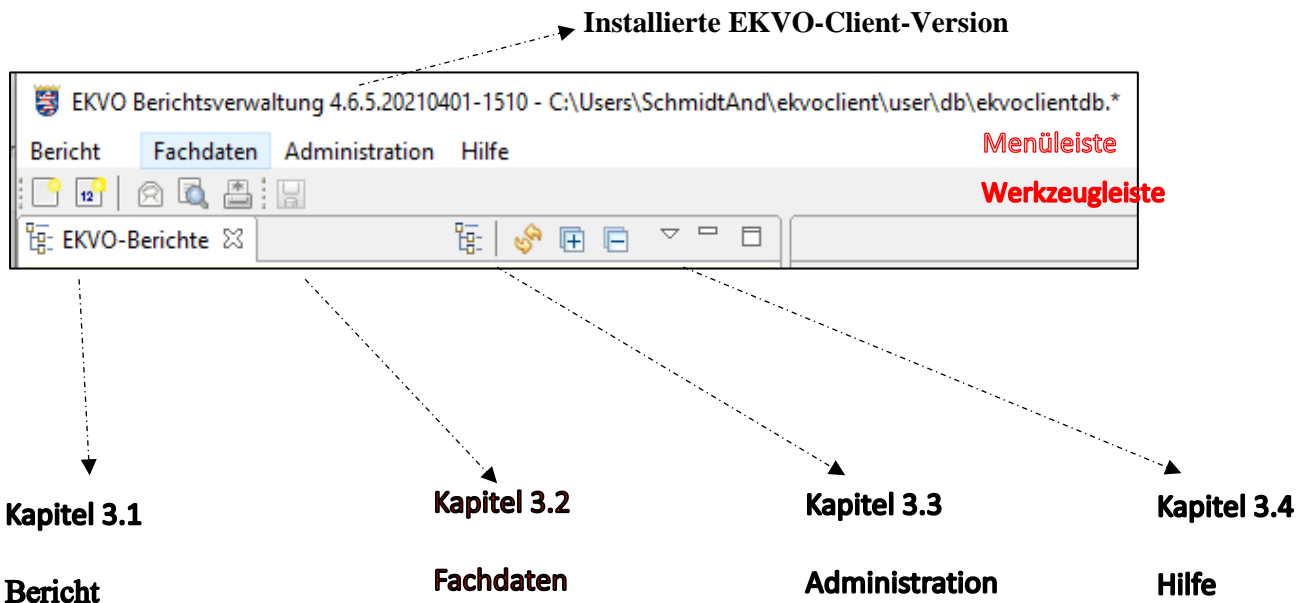 Installierte EKVO-Client-Version
EKVO Berichtsverwaltung 4.6.5.20210401-1510 - C:\Users\SchmidtAnd\ekvoclient\user\db\ekvoclientdb.*
Bericht Fachdaten Administration Hilfe Menüleiste
12 Werkzeugleiste
EKVO-Berichte
Kapitel 3.1 Kapitel 3.2 Kapitel 3.3 Kapitel 3.4
Bericht Fachdaten Administration Hilfe